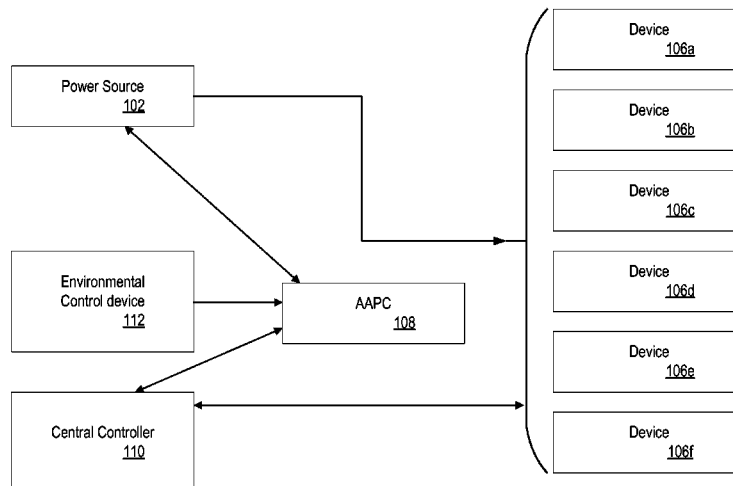 Power Source
102
Environmental
Control device
112
Central Controller
110
AAPC
108
Device
106a
Device
106b
Device
106c
Device
106d
Device
106e
Device
106f